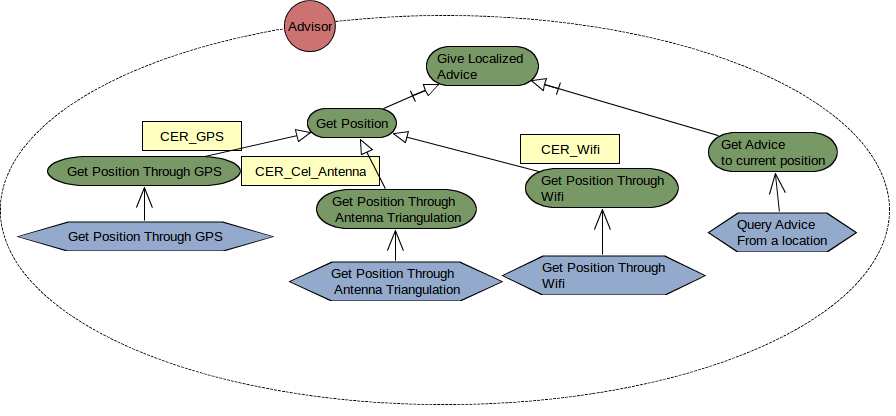 Advisor
Give Localized
Advice
Get Position
CER_GPS
CER_Wifi
Get Advice
to current position
Get Position Through GPS
CER_Cel_Antenna
Get Position Through
Wifi
Get Position Through
Antenna Triangulation
Get Position Through GPS
Query Advice
From a location
Get Position Through
Antenna Triangulation
Get Position Through
Wifi